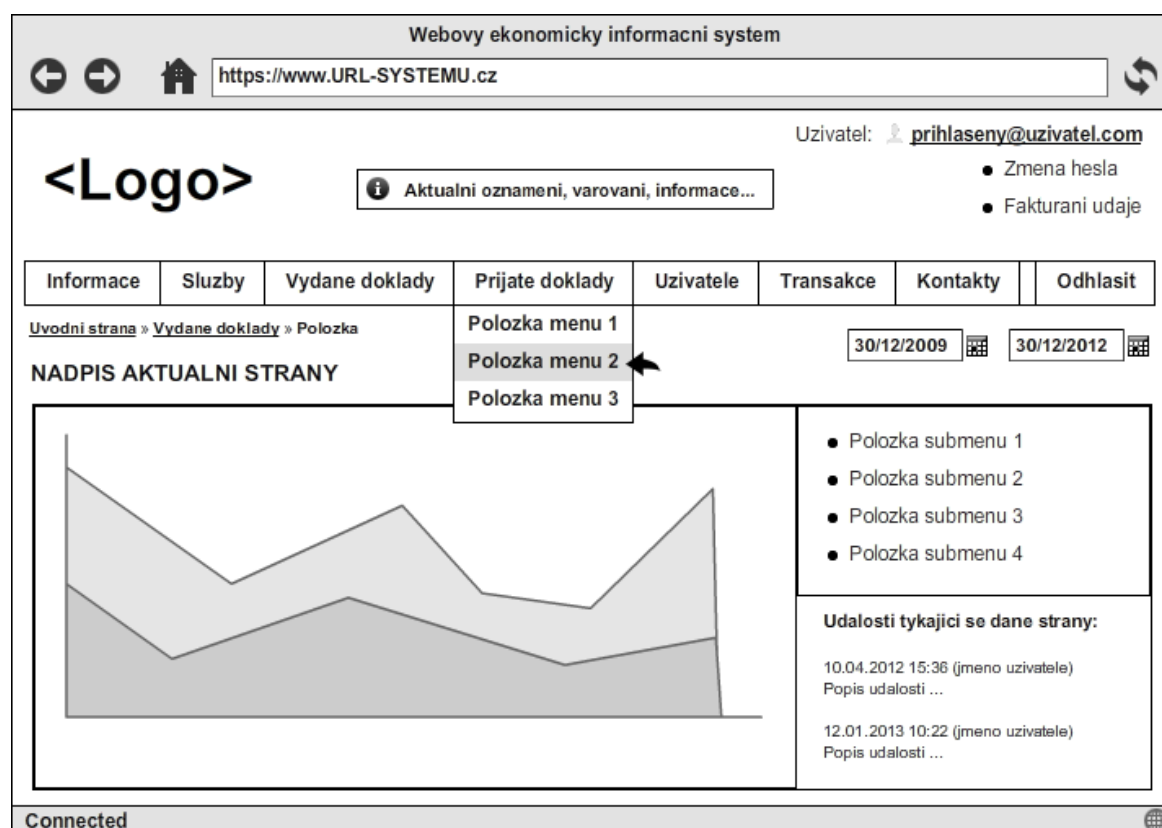 Webovy ekonomicky informacni system
https://www.URL-SYSTEMU.cz
Uzivatel: prihlaseny@uzivatel.com
Zmena hesla
Fakturani udaje
<Logo>
Aktualni oznameni, varovani, informace...
Informace Sluzby Vydane doklady Prijate doklady Uzivatele Transakce Kontakty Odhlasit
Polozka menu 1
Polozka menu 2
Polozka menu 3
Uvodni strana » Vydane doklady » Polozka
30/12/2009 30/12/2012
NADPIS AKTUALNI STRANY
Polozka submenu 1
Polozka submenu 2
Polozka submenu 3
Polozka submenu 4
Udalosti tykajici se dane strany:
10.04.2012 15:36 (jmeno uzivatele)
Popis udalosti ...
12.01.2013 10:22 (jmeno uzivatele)
Popis udalosti ...
Connected